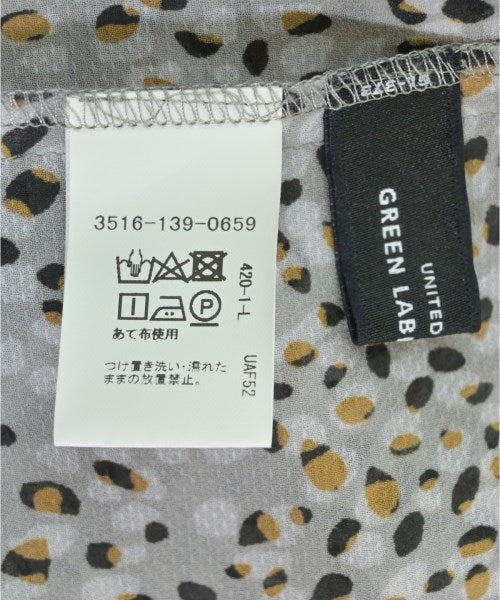 3516-139-0659
あて布使用
つけ置き洗い・濡れた
ままの放置禁止。
420-1-L
UAF52
UNITED
GREEN LAB